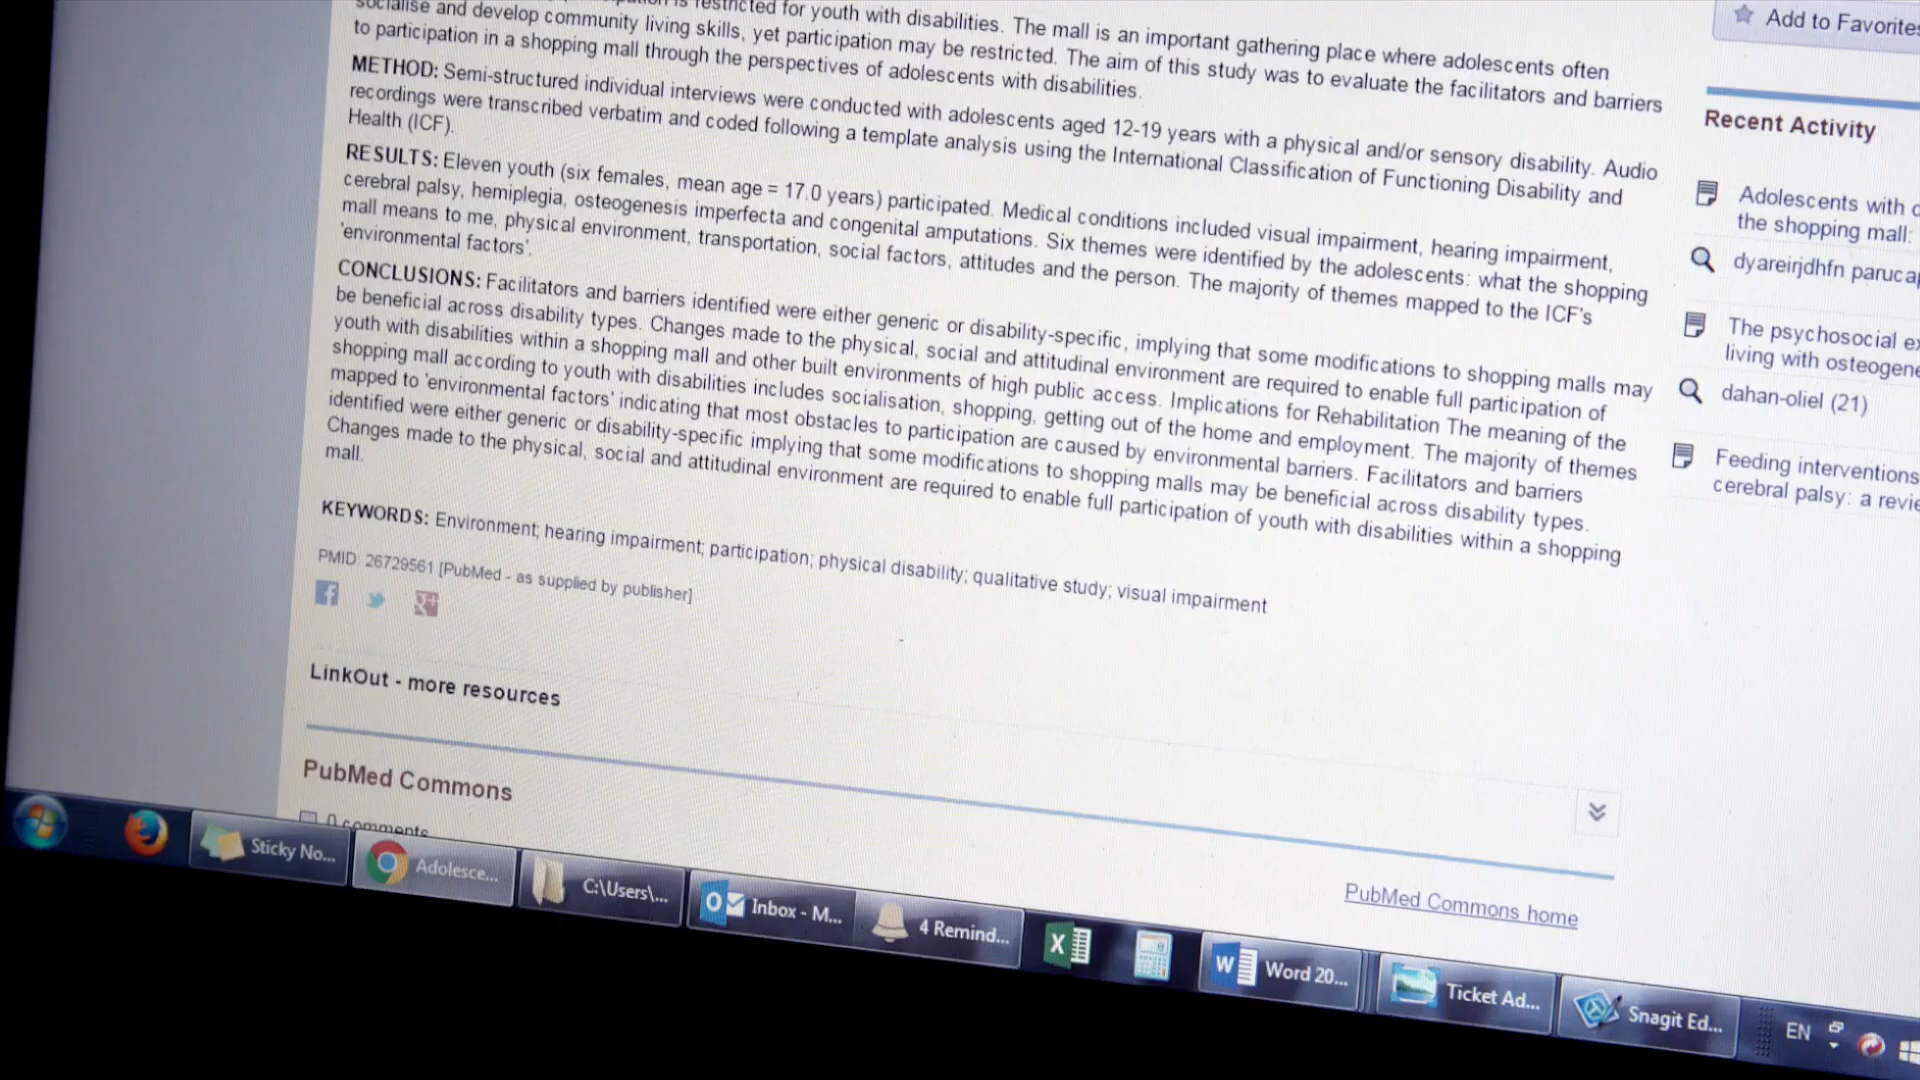 restricted for youth with disabilities. The mall is an important gathering place where adolescents often
socialise and develop community living skills, yet participation may be restricted. The aim of this study was to evaluate the facilitators and barriers
to participation in a shopping mall through the perspectives of adolescents with disabilities.
METHOD: Semi-structured individual interviews were conducted with adolescents aged 12-19 years with a physical and/or sensory disability. Audio
recordings were transcribed verbatim and coded following a template analysis using the International Classification of Functioning Disability and
Health (ICF).
RESULTS: Eleven youth (six females, mean age = 17.0 years) participated. Medical conditions included visual impairment, hearing impairment,
cerebral palsy, hemiplegia, osteogenesis imperfecta and congenital amputations. Six themes were identified by the adolescents: what the shopping
mall means to me, physical environment, transportation, social factors, attitudes and the person. The majority of themes mapped to the ICF's
'environmental factors'.
CONCLUSIONS: Facilitators and barriers identified were either generic or disability-specific, implying that some modifications to shopping malls may
be beneficial across disability types. Changes made to the physical, social and attitudinal environment are required to enable full participation of
youth with disabilities within a shopping mall and other built environments of high public access. Implications for Rehabilitation The meaning of the
shopping mall according to youth with disabilities includes socialisation, shopping, getting out of the home and employment. The majority of themes
mapped to 'environmental factors' indicating that most obstacles to participation are caused by environmental barriers. Facilitators and barriers
identified were either generic or disability-specific implying that some modifications to shopping malls may be beneficial across disability types.
Changes made to the physical, social and attitudinal environment are required to enable full participation of youth with disabilities within a shopping
mall.
KEYWORDS: Environment; hearing impairment; participation; physical disability; qualitative study; visual impairment
PMID: 26729561 [PubMed - as supplied by publisher]
LinkOut - more resources
PubMed Commons
0 comments
PubMed Commons home
Add to Favorites
Recent Activity
Adolescents with
the shopping mall:
dyareirjdhfn
The psychosocial
living with
dahan-oliel (21)
Feeding interventions
cerebral palsy: a
Sticky No...
Adolesce...
C:\Users\...
Inbox - M...
4 Remind...
Word 20...
Ticket Ad...
Snagit Ed...
EN